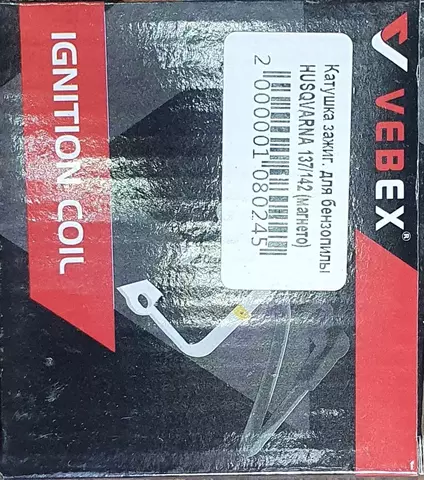 VEBEX®
Катушка зажиг. для бензопилы
HUSQVARNA 137/142 (магнето)
2 000001 080245
IGNITION COIL